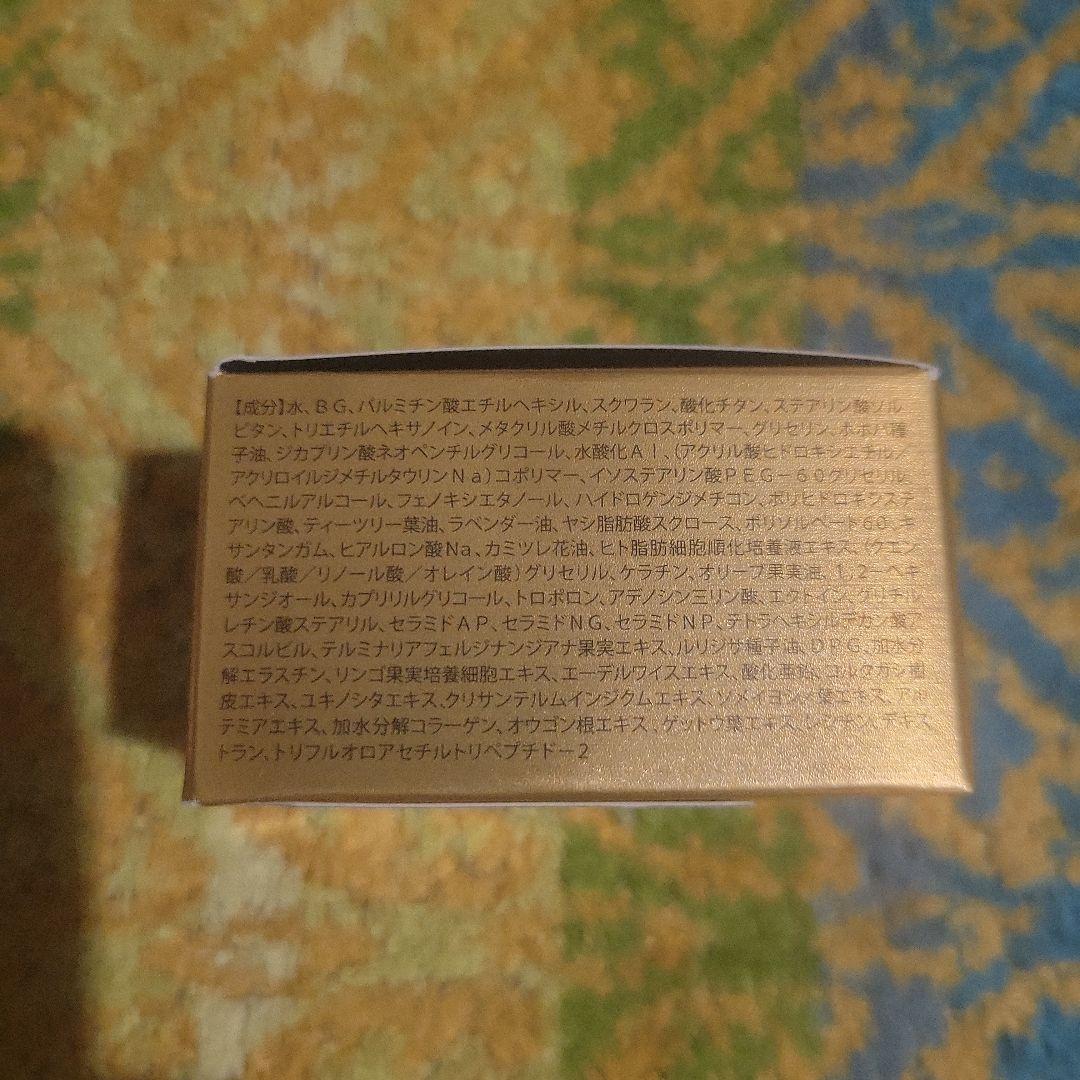 【成分】水、BG、パルミチン酸エチルヘキシル、スクワラン、酸化チタン、ステアリン酸ソル
ビタン、トリエチルヘキサノイン、メタクリル酸メチルクロスポリマー、グリセリン、ホホバ種
子油、ジカプリン酸ネオペンチルグリコール、水酸化Al、(アクリル酸ヒドロキシエチル/
アクリロイルジメチルタウリンNa)コポリマー、イソステアリン酸PEG-60グリセリル、
ベヘニルアルコール、フェノキシエタノール、ハイドロゲンジメチコン、ポリヒドロキシステ
アリン酸、ティーツリー葉油、ラベンダー油、ヤシ脂肪酸スクロース、ポリソルベート60、キ
サンタンガム、ヒアルロン酸Na、カミツレ花油、ヒト脂肪細胞順化培養液エキス、(クエン
酸/乳酸/リノール酸/オレイン酸)グリセリル、ケラチン、オリーブ果実油、1,2-ヘキ
サンジオール、カプリリルグリコール、トロポロン、アデノシン三リン酸、エクトイン、グリチル
レチン酸ステアリル、セラミドAP、セラミドNG、セラミドNP、テトラヘキシルデカン酸ア
スコルビル、テルミナリアフェルジナンジアナ果実エキス、ルリジサ種子油、DPG、加水分
解エラスチン、リンゴ果実培養細胞エキス、エーデルワイスエキス、酸化亜鉛、コルクガシ樹
皮エキス、ユキノシタエキス、クリサンテルムインジクムエキス、ソメイヨシノ葉エキス、アル
テミアエキス、加水分解コラーゲン、オウゴン根エキス、ゲットウ葉エキス、レシチン、デキス
トラン、トリフルオロアセチルトリペプチド-2